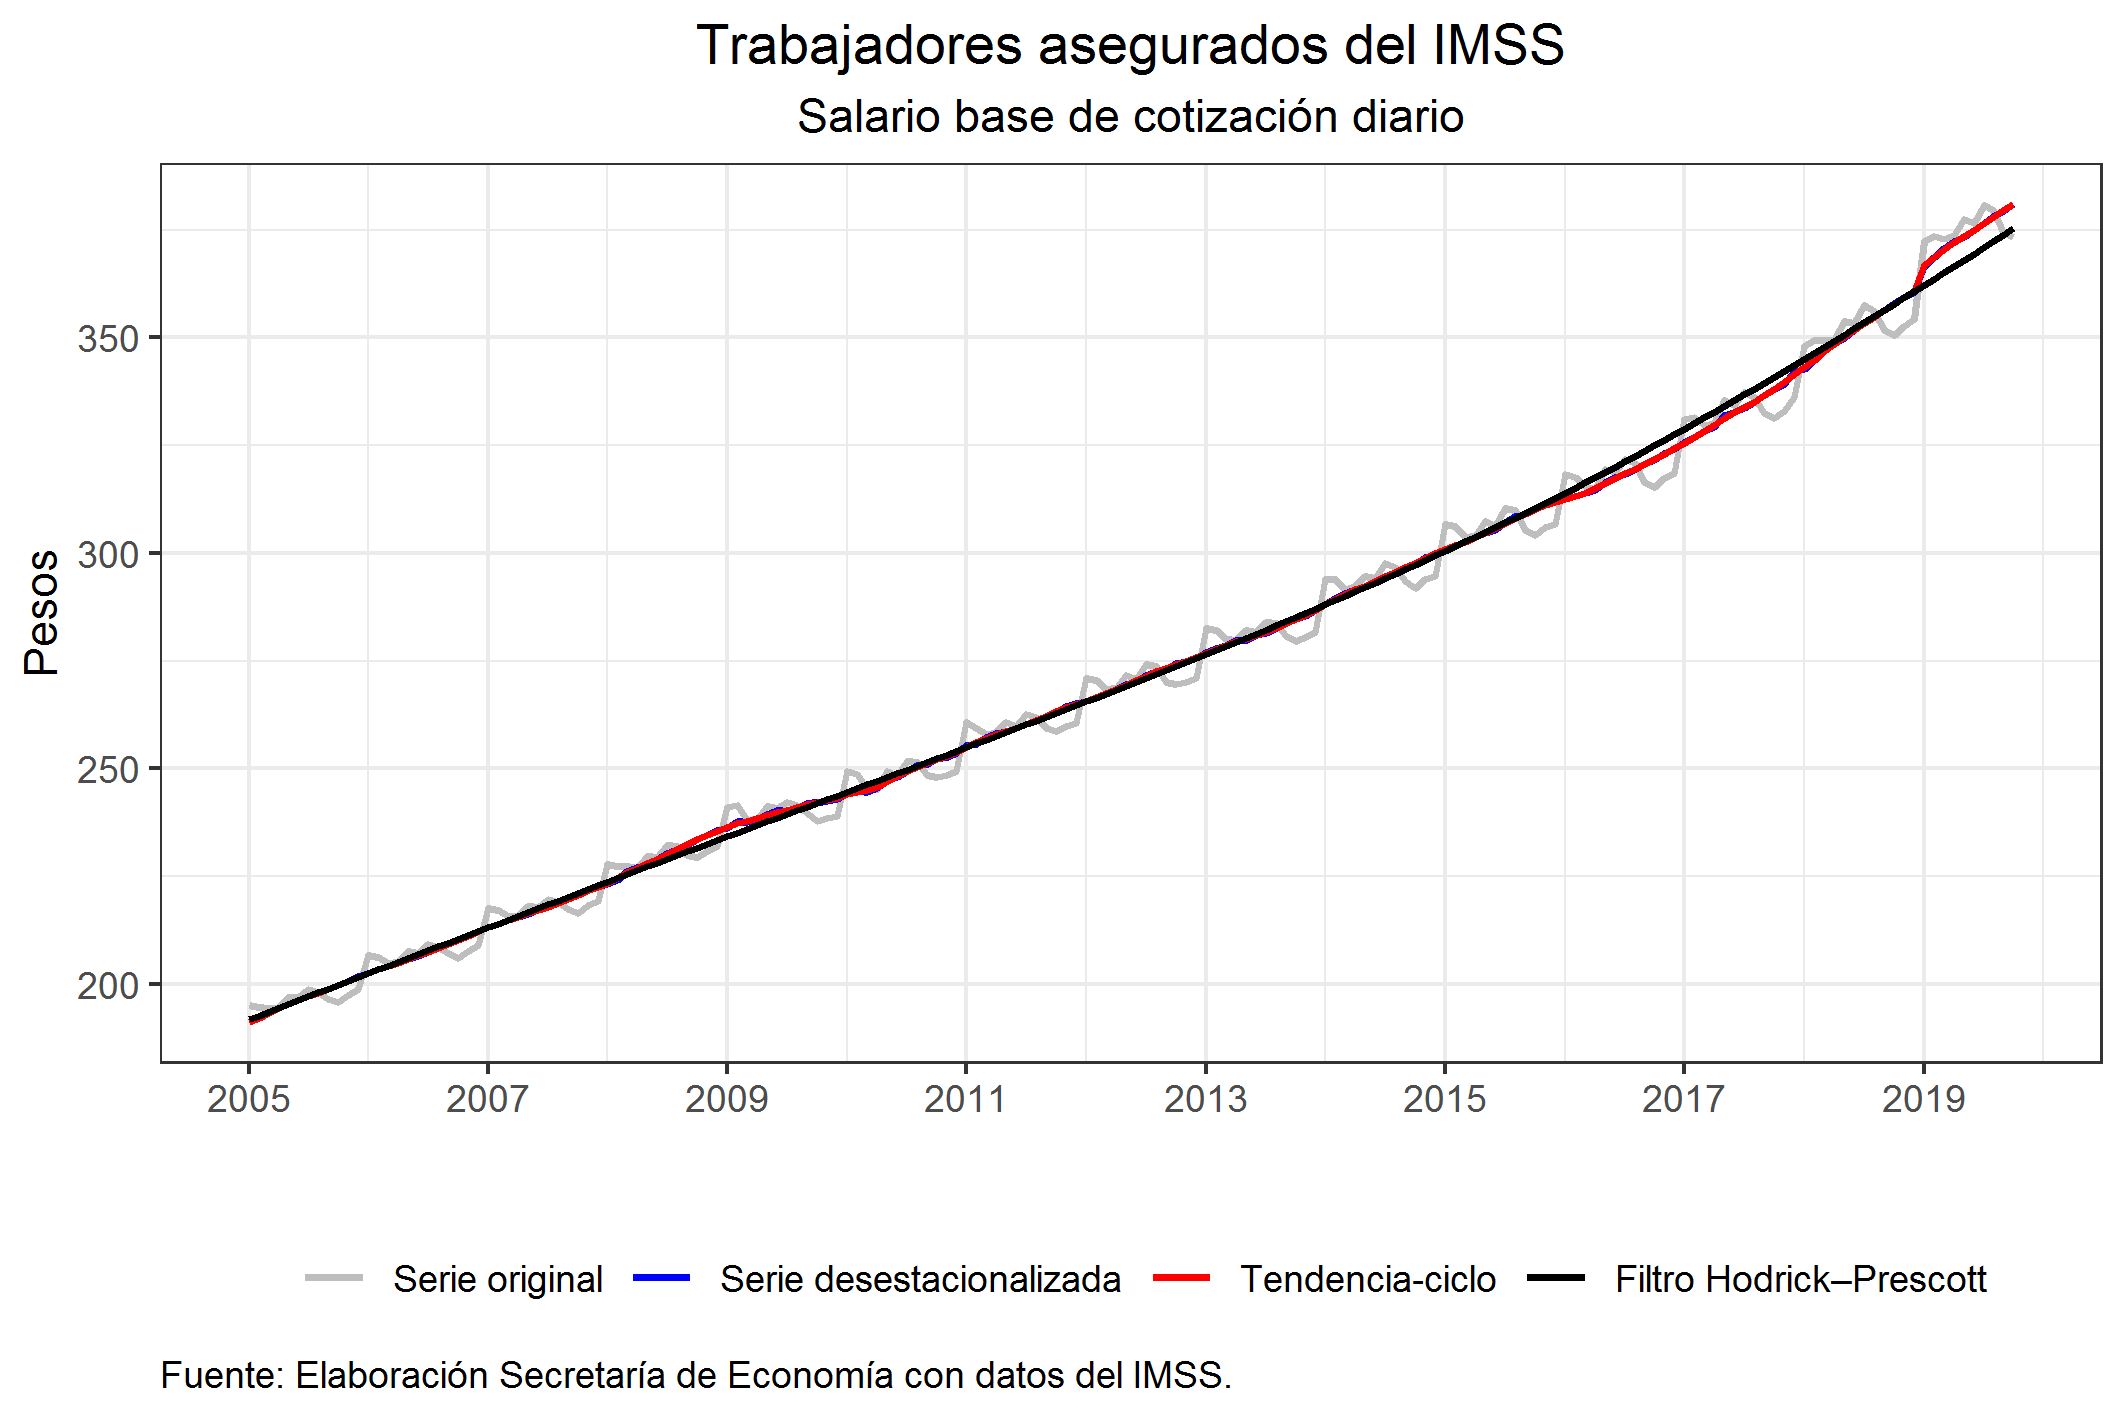 Trabajadores asegurados del IMSS
Salario base de cotización diario
Pesos
350
300
250
200
2005 2007 2009 2011 2013 2015 2017 2019
Serie original Serie desestacionalizada Tendencia-ciclo Filtro Hodrick–Prescott
Fuente: Elaboración Secretaría de Economía con datos del IMSS.